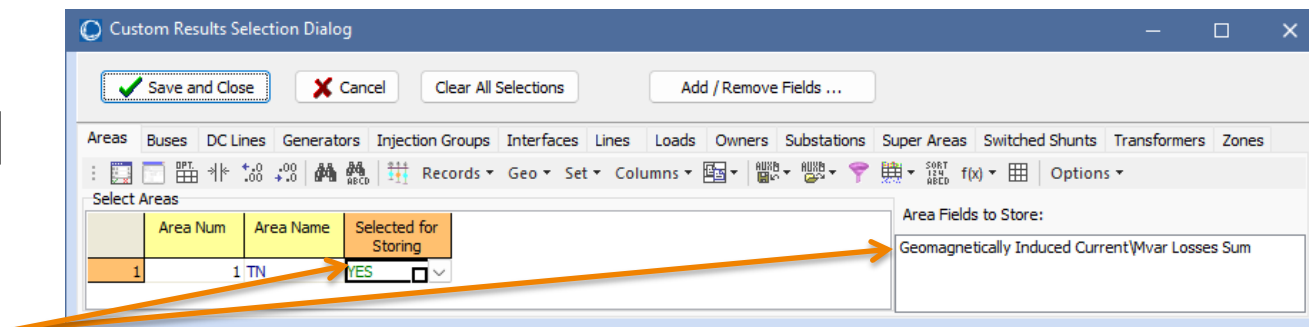 Custom Results Selection Dialog
Save and Close Cancel Clear All Selections Add / Remove Fields ...
Areas Buses DC Lines Generators Injection Groups Interfaces Lines Loads Owners Substations Super Areas Switched Shunts Transformers Zones
Records Geo Set Columns f(x) Options
Select Areas
Area Num Area Name Selected for Storing
1 1 TN YES
Area Fields to Store:
Geomagnetically Induced Current\Mvar Losses Sum